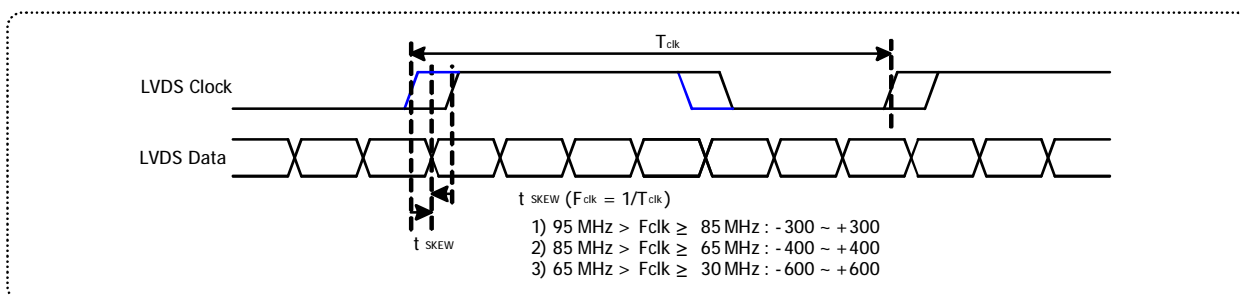 Tclk
LVDS Clock
LVDS Data
t SKEW (Fclk = 1/Tclk)
1) 95 MHz > Fclk ≥ 85 MHz : -300 ~ +300
t SKEW
2) 85 MHz > Fclk ≥ 65 MHz : -400 ~ +400
3) 65 MHz > Fclk ≥ 30 MHz : -600 ~ +600